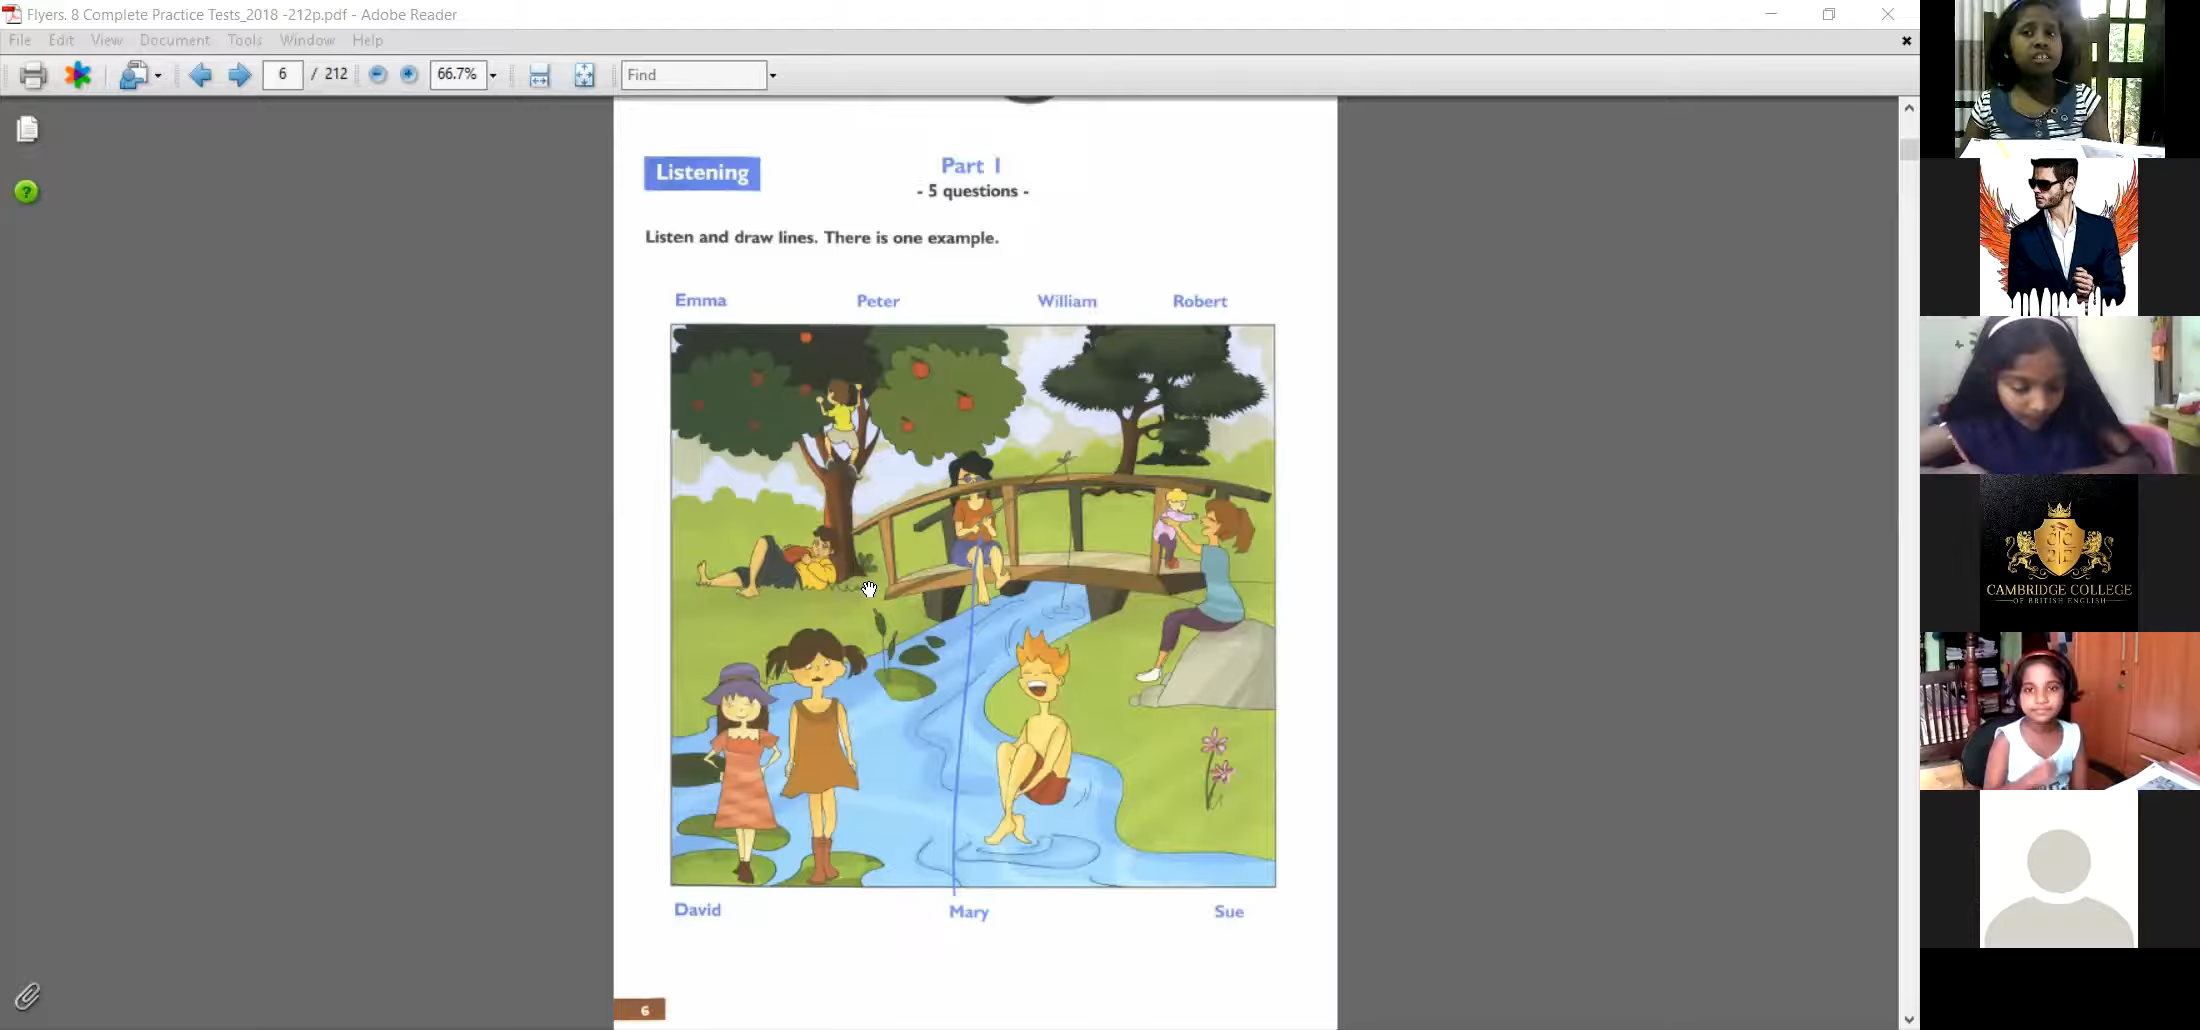 Flyers. 8 Complete Practice Tests_2018 -212p.pdf - Adobe Reader
File Edit View Document Tools Window Help
6 / 212 66.7% Find
Listening
Part 1
- 5 questions -
Listen and draw lines. There is one example.
Emma Peter William Robert
David Mary Sue
6
CAMBRIDGE COLLEGE
OF BRITISH ENGLISH